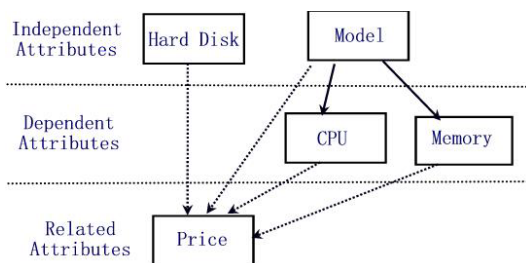 Independent
Attributes
Hard Disk
Model
Dependent
Attributes
CPU
Memory
Related
Attributes
Price